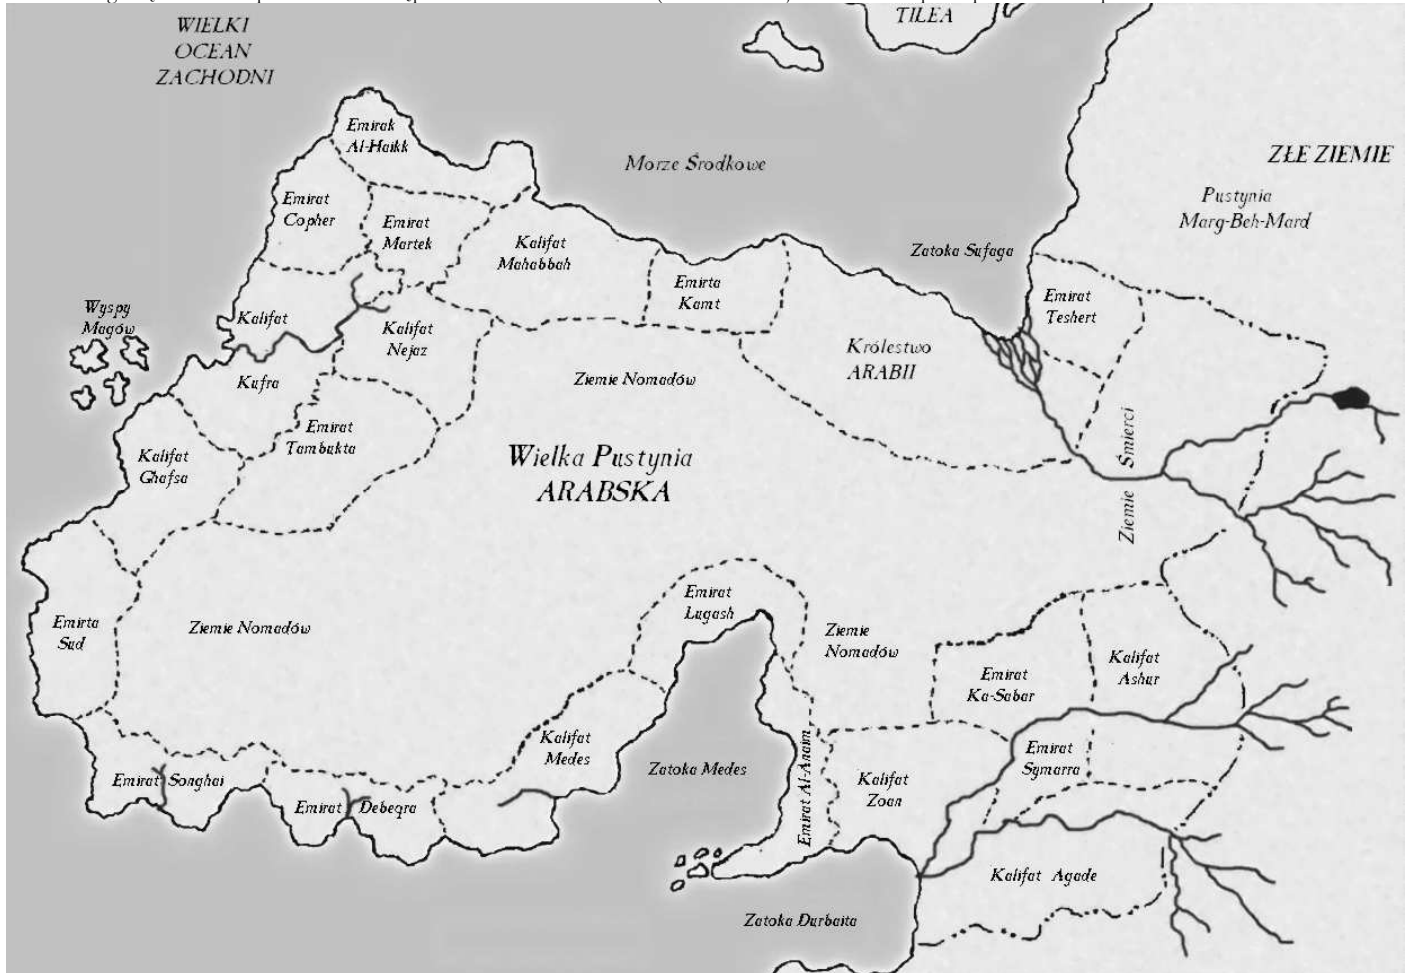 WIELKI
OCEAN
ZACHODNI
TILEA
Emirak
Al-Haikk
Morze Środkowe
ZŁE ZIEMIE
Pustynia
Marg-Beh-Mard
Emirat
Copher
Emirat
Martek
Kalifat
Mahabbah
Zatoka Sufaga
Emirta
Kamt
Emirat
Teshert
Wyspy
Magów
Kalifat
Kalifat
Nejaz
Królestwo
ARABII
Kufra
Ziemie Nomadów
Emirat
Tambukta
Kalifat
Ghafsa
Wielka Pustynia
ARABSKA
Ziemie Śmierci
Emirat
Lugash
Emirta
Sud
Ziemie Nomadów
Ziemie
Nomadów
Kalifat
Ashur
Emirat
Ka-Sabar
Kalifat
Medes
Emirat
Symarra
Zatoka Medes
Emirat Al-Anaim
Kalifat
Zoan
Emirat Songhai
Emirat Debeqra
Kalifat Agade
Zatoka Durbaita